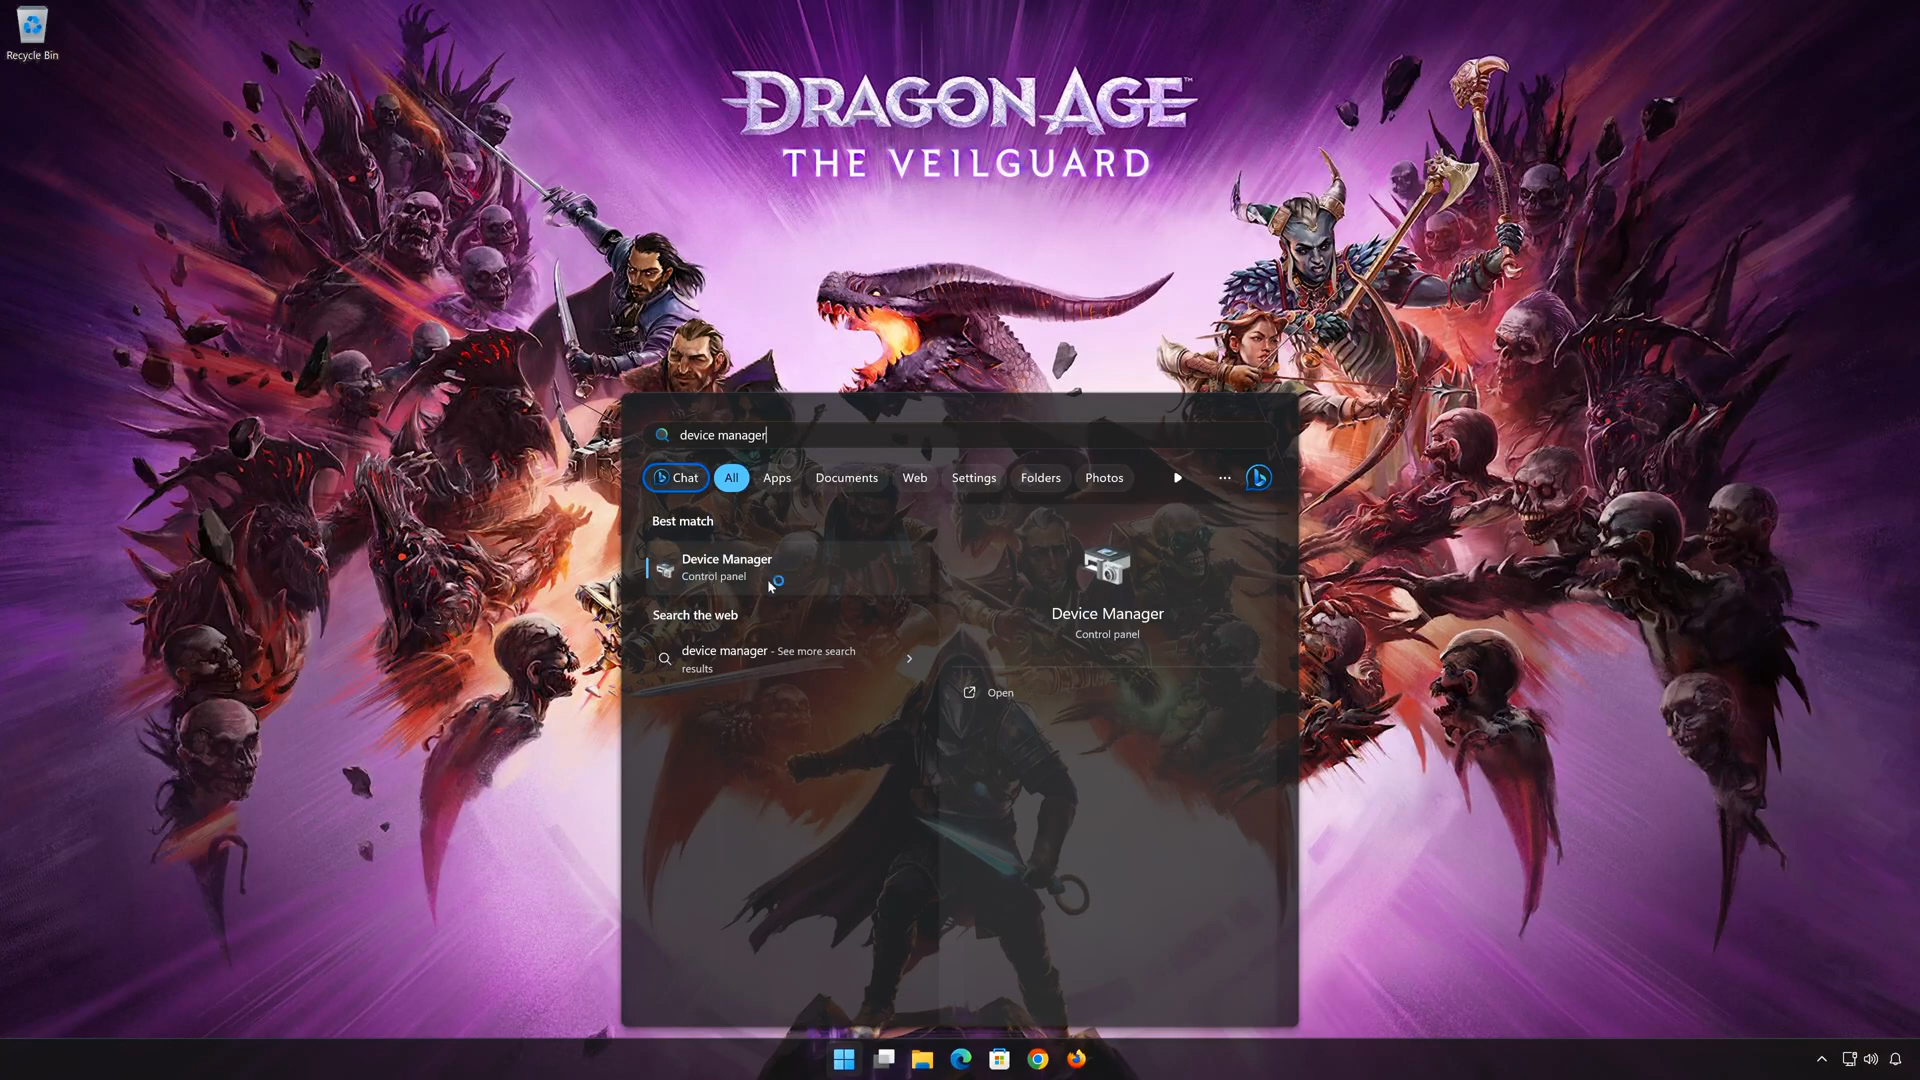 Recycle Bin
DRAGON AGE™
THE VEILGUARD
device manager
Chat
All
Apps
Documents
Web
Settings
Folders
Photos
Best match
Device Manager
Control panel
Search the web
device manager - See more search
results
Device Manager
Control panel
Open